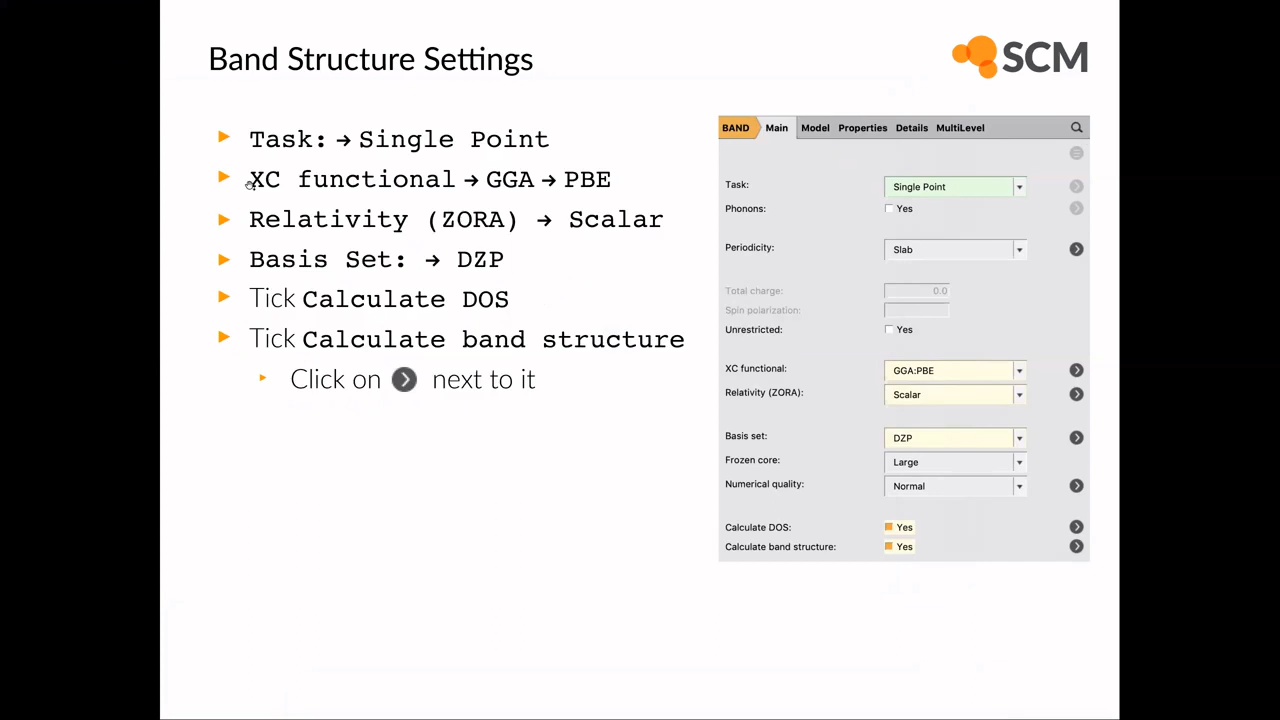 Band Structure Settings
SCM
Task: → Single Point
XC functional → GGA → PBE
Relativity (ZORA) → Scalar
Basis Set: → DZP
Tick Calculate DOS
Tick Calculate band structure
Click on next to it
BAND Main Model Properties Details MultiLevel
Task: Single Point
Phonons: Yes
Periodicity: Slab
Total charge: 0.0
Spin polarization:
Unrestricted: Yes
XC functional: GGA:PBE
Relativity (ZORA): Scalar
Basis set: DZP
Frozen core: Large
Numerical quality: Normal
Calculate DOS: Yes
Calculate band structure: Yes